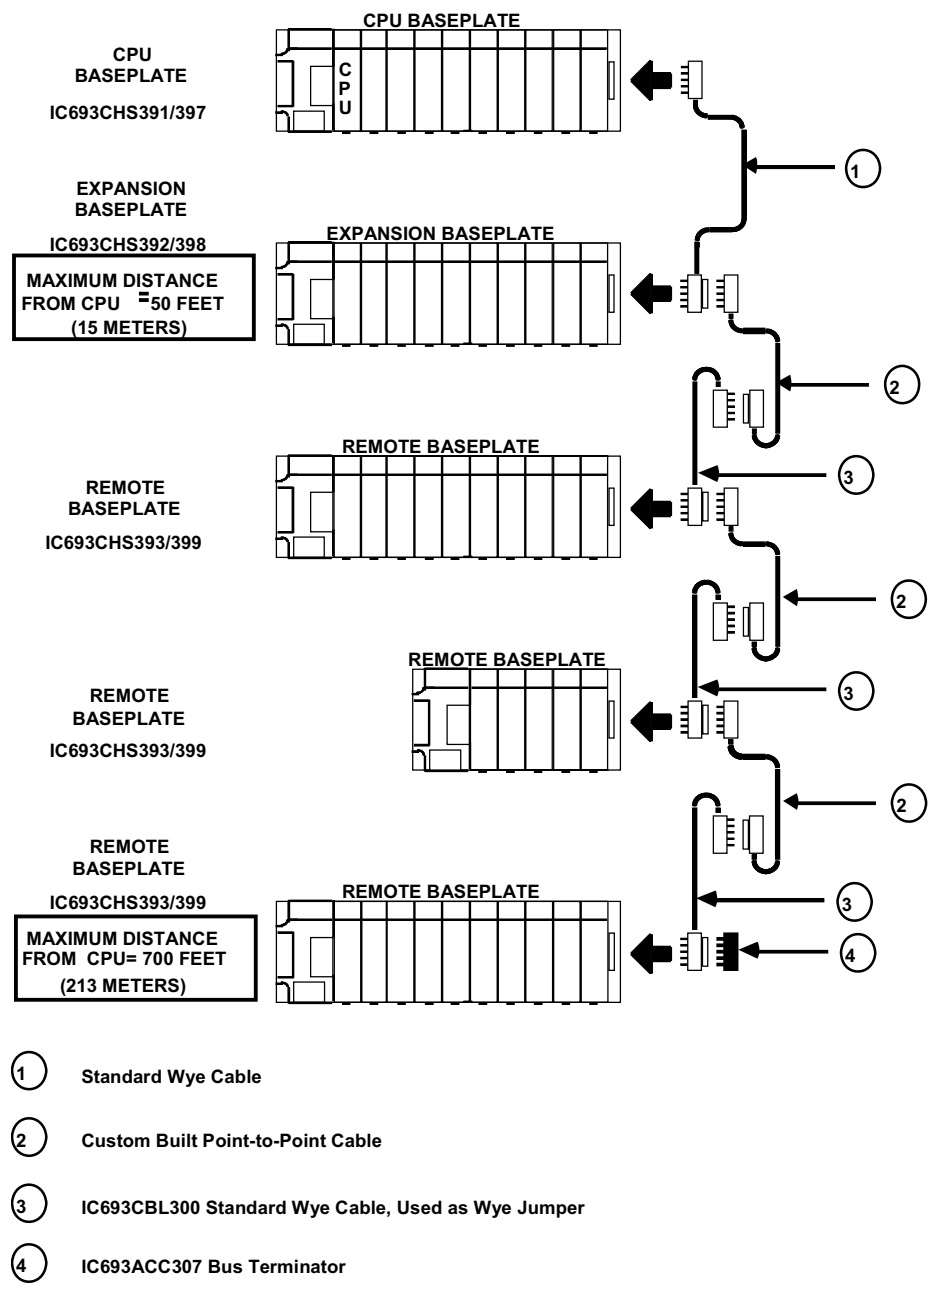 CPU BASEPLATE
CPU
BASEPLATE
IC693CHS391/397
C
P
U
1
EXPANSION
BASEPLATE
IC693CHS392/398
EXPANSION BASEPLATE
MAXIMUM DISTANCE
FROM CPU = 50 FEET
(15 METERS)
2
REMOTE BASEPLATE
3
REMOTE
BASEPLATE
IC693CHS393/399
2
REMOTE BASEPLATE
3
REMOTE
BASEPLATE
IC693CHS393/399
2
REMOTE
BASEPLATE
IC693CHS393/399
REMOTE BASEPLATE
3
MAXIMUM DISTANCE
FROM CPU= 700 FEET
(213 METERS)
4
1 Standard Wye Cable
2 Custom Built Point-to-Point Cable
3 IC693CBL300 Standard Wye Cable, Used as Wye Jumper
4 IC693ACC307 Bus Terminator